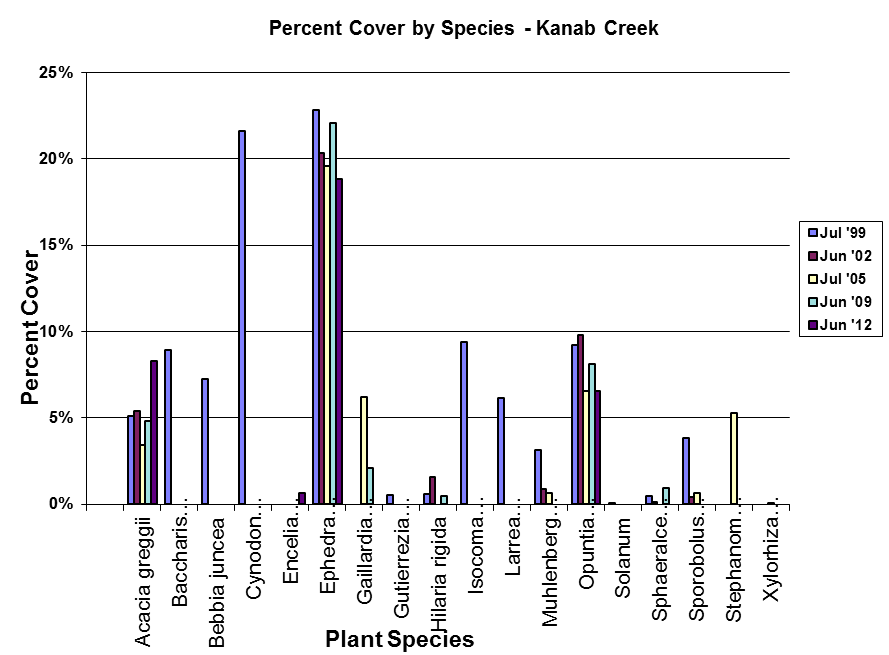 Percent Cover by Species - Kanab Creek
25%
20%
15%
10%
5%
0%
Percent Cover
Acacia greggii
Baccharis...
Bebbia juncea
Cynodon...
Encelia...
Ephedra...
Gaillardia...
Gutierrezia...
Hilaria rigida
Isocoma...
Larrea...
Muhlenberg...
Opuntia...
Solanum
Sphaeralce...
Sporobolus...
Stephanom...
Xylorhiza...
Plant Species
Jul '99
Jun '02
Jul '05
Jun '09
Jun '12